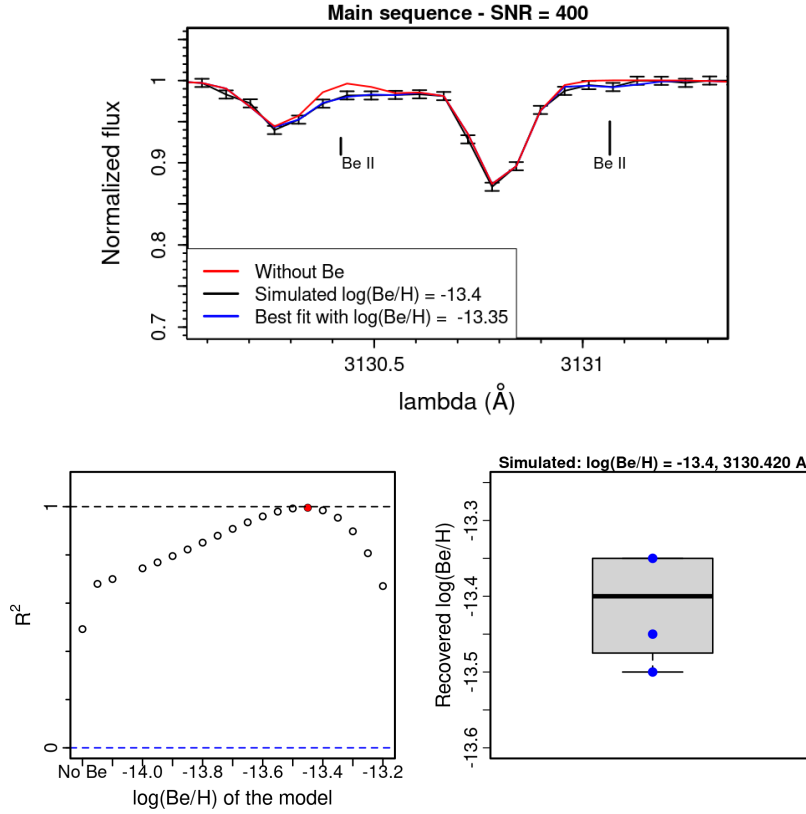 Main sequence - SNR = 400
Normalized flux
1
0.9
0.8
0.7
Be II
Be II
Without Be
Simulated log(Be/H) = -13.4
Best fit with log(Be/H) = -13.35
3130.5
3131
lambda (Å)
R²
1
0
No Be
-14.0
-13.8
-13.6
-13.4
-13.2
log(Be/H) of the model
Simulated: log(Be/H) = -13.4, 3130.420 A
Recovered log(Be/H)
-13.3
-13.4
-13.5
-13.6